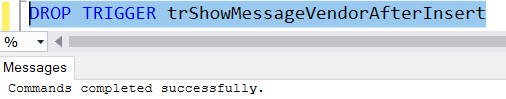 DROP TRIGGER trShowMessageVendorAfterInsert
%
Messages
Commands completed successfully.